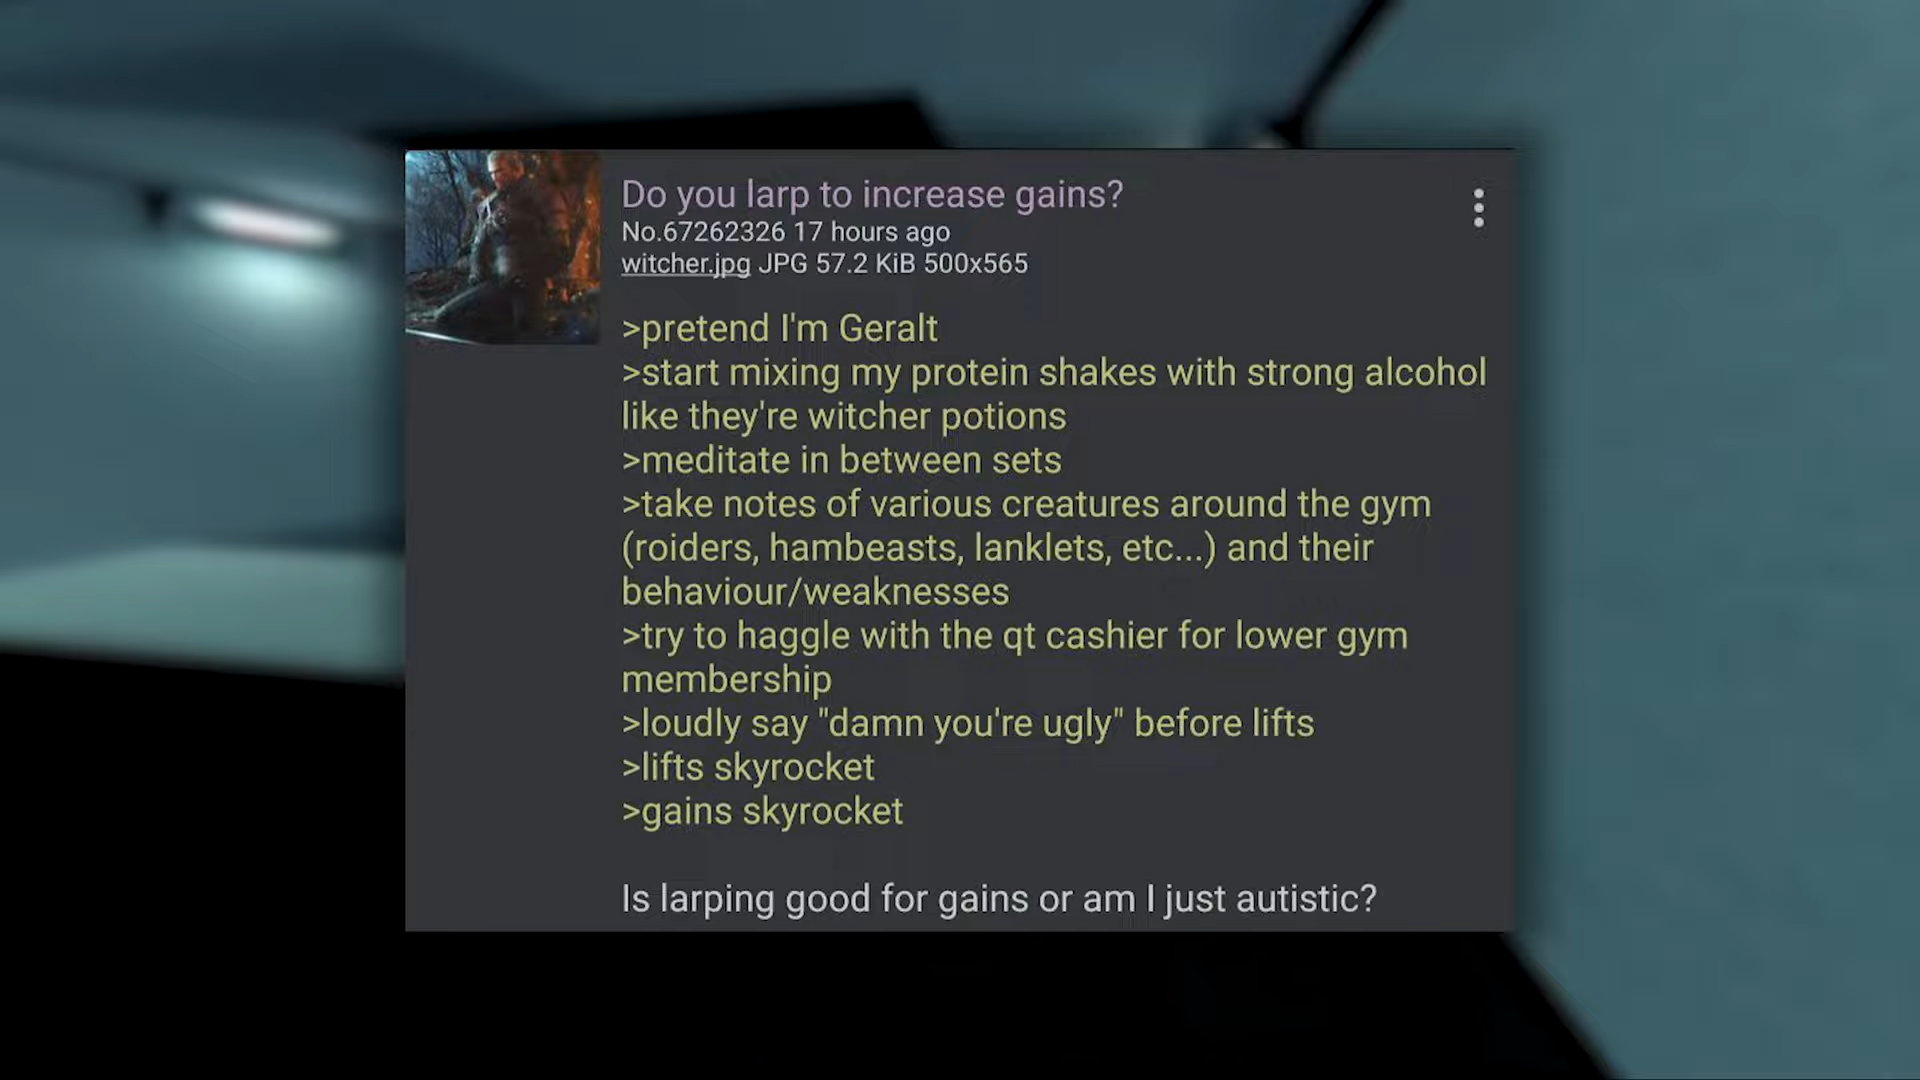 Do you larp to increase gains?
No.67262326 17 hours ago
witcher.jpg JPG 57.2 KiB 500x565
>pretend I'm Geralt
>start mixing my protein shakes with strong alcohol
like they're witcher potions
>meditate in between sets
>take notes of various creatures around the gym
(roiders, hambeasts, lanklets, etc...) and their
behaviour/weaknesses
>try to haggle with the qt cashier for lower gym
membership
>loudly say "damn you're ugly" before lifts
>lifts skyrocket
>gains skyrocket
Is larping good for gains or am I just autistic?